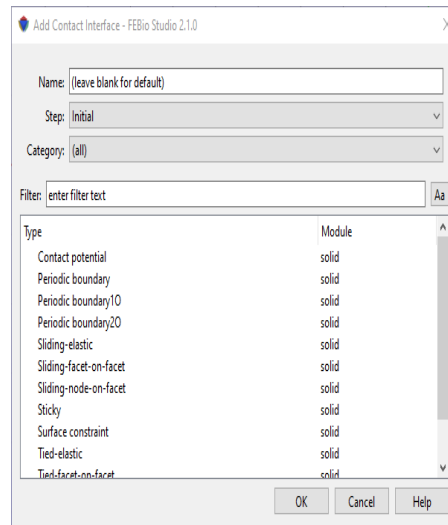 Add Contact Interface - FEBio Studio 2.1.0
Name: (leave blank for default)
Step: Initial
Category: (all)
Filter: enter filter text Aa
Type Module
Contact potential solid
Periodic boundary solid
Periodic boundary1O solid
Periodic boundary2O solid
Sliding-elastic solid
Sliding-facet-on-facet solid
Sliding-node-on-facet solid
Sticky solid
Surface constraint solid
Tied-elastic solid
Tied-facet-on-facet solid
OK Cancel Help